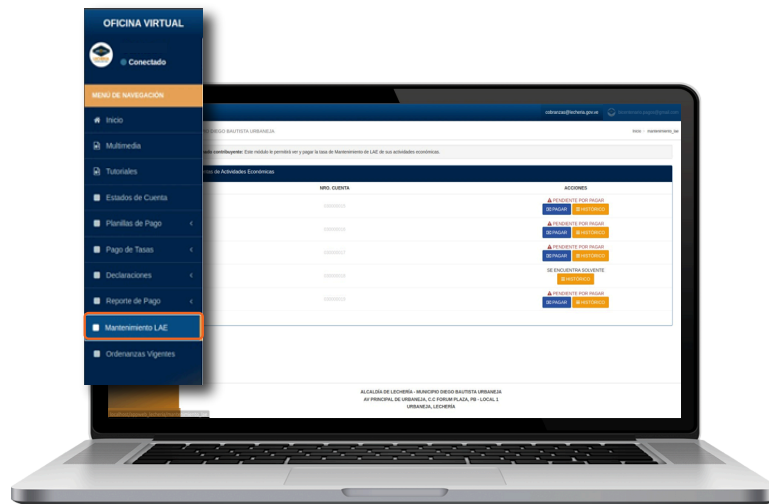 OFICINA VIRTUAL
Conectado
MENÚ DE NAVEGACIÓN
Inicio
Multimedia
Tutoriales
Estados de Cuenta
Planillas de Pago
Pago de Tasas
Declaraciones
Reporte de Pago
Mantenimiento LAE
Ordenanzas Vigentes
cobranzas@lecheria.gov.ve
DIEGO BAUTISTA URBANEJA
Inicio
mantenimiento_lae
contribuyente: Este módulo le permitirá ver y pagar la tasa de Mantenimiento de LAE de sus actividades económicas.
de Actividades Económicas
NRO. CUENTA ACCIONES
PENDIENTE POR PAGAR
PAGAR HISTÓRICO
PENDIENTE POR PAGAR
PAGAR HISTÓRICO
PENDIENTE POR PAGAR
PAGAR HISTÓRICO
SE ENCUENTRA SOLVENTE
HISTÓRICO
PENDIENTE POR PAGAR
PAGAR HISTÓRICO
ALCALDÍA DE LECHERÍA - MUNICIPIO DIEGO BAUTISTA URBANEJA
AV PRINCIPAL DE URBANEJA, C.C FORUM PLAZA, PB - LOCAL 1
URBANEJA, LECHERÍA